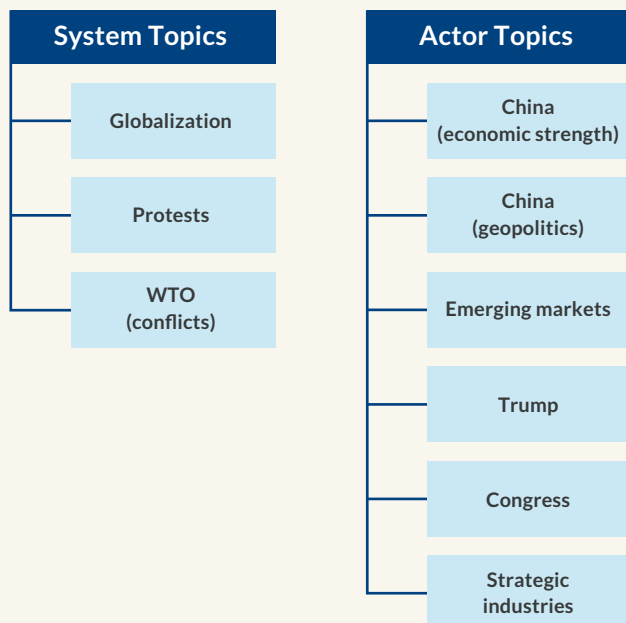 System Topics
Globalization
Protests
WTO
(conflicts)
Actor Topics
China
(economic strength)
China
(geopolitics)
Emerging markets
Trump
Congress
Strategic
industries